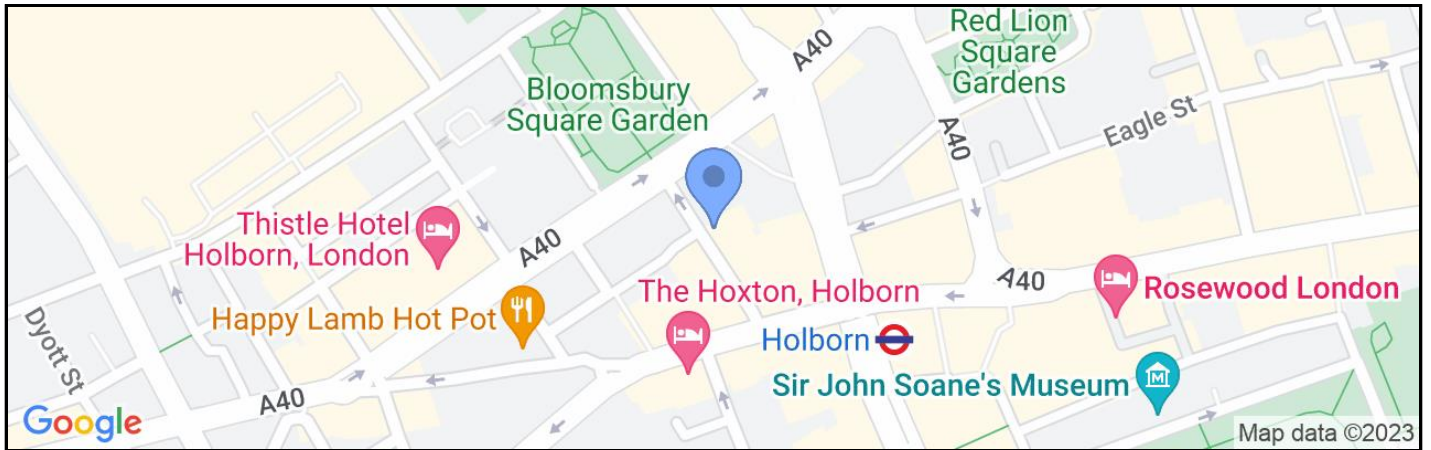 Red Lion
Square
Gardens
A40
Bloomsbury
Square Garden
Eagle St
A40
Thistle Hotel
Holborn, London
A40
The Hoxton, Holborn
A40
Rosewood London
Happy Lamb Hot Pot
Dyott St
Holborn
Sir John Soane's Museum
A40
Google
Map data ©2023